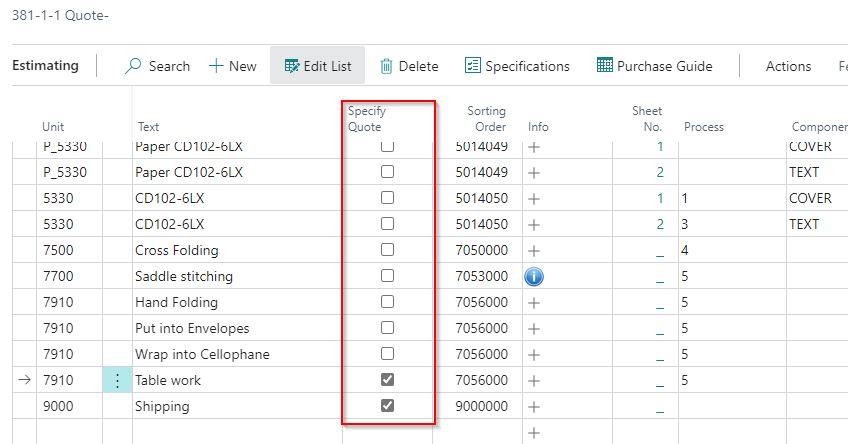 381-1-1 Quote-
Estimating Search New Edit List Delete Specifications Purchase Guide Actions Fe
Unit Text Specify Quote Sorting Order Info Sheet No. Process Component
P_5330 Paper CD102-6LX 5014049 + 1 COVER
P_5330 Paper CD102-6LX 5014049 + 2 TEXT
5330 CD102-6LX 5014050 + 1 1 COVER
5330 CD102-6LX 5014050 + 2 3 TEXT
7500 Cross Folding 7050000 + _ 4
7700 Saddle stitching 7053000 i _ 5
7910 Hand Folding 7056000 + _ 5
7910 Put into Envelopes 7056000 + _ 5
7910 Wrap into Cellophane 7056000 + _ 5
7910 Table work 7056000 + _ 5
9000 Shipping 9000000 + _
+